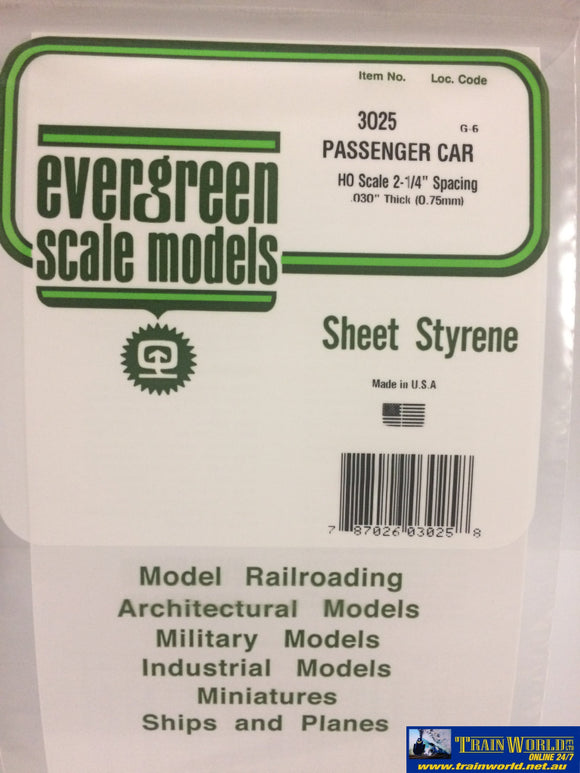 Item No. Loc. Code
3025 G-6
PASSENGER CAR
HO Scale 2-1/4" Spacing
.030" Thick (0.75mm)
evergreen
scale models
Sheet Styrene
Made in U.S.A
7 87026 03025 8
Model Railroading
Architectural Models
Military Models
Industrial Models
Miniatures
Ships and Planes
TRAINWORLD
ONLINE 24/7
www.trainworld.net.au